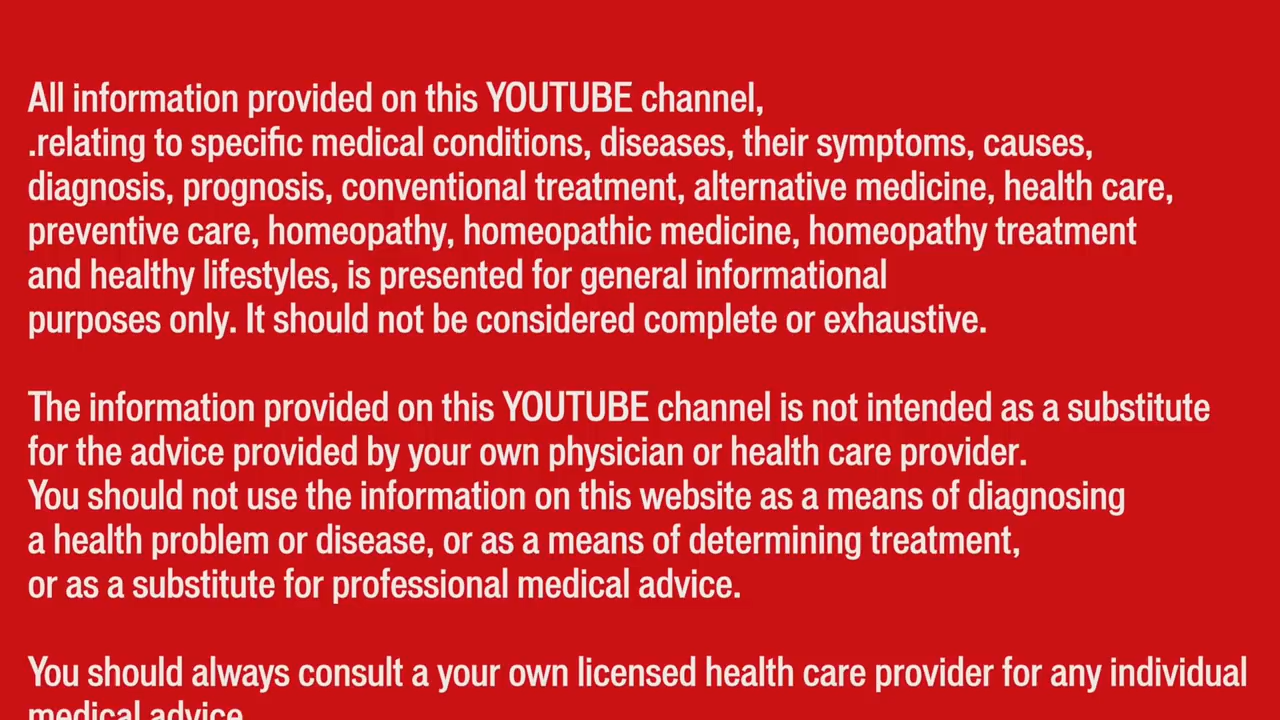 All information provided on this YOUTUBE channel,
.relating to specific medical conditions, diseases, their symptoms, causes,
diagnosis, prognosis, conventional treatment, alternative medicine, health care,
preventive care, homeopathy, homeopathic medicine, homeopathy treatment
and healthy lifestyles, is presented for general informational
purposes only. It should not be considered complete or exhaustive.
The information provided on this YOUTUBE channel is not intended as a substitute
for the advice provided by your own physician or health care provider.
You should not use the information on this website as a means of diagnosing
a health problem or disease, or as a means of determining treatment,
or as a substitute for professional medical advice.
You should always consult a your own licensed health care provider for any individual
medical advice